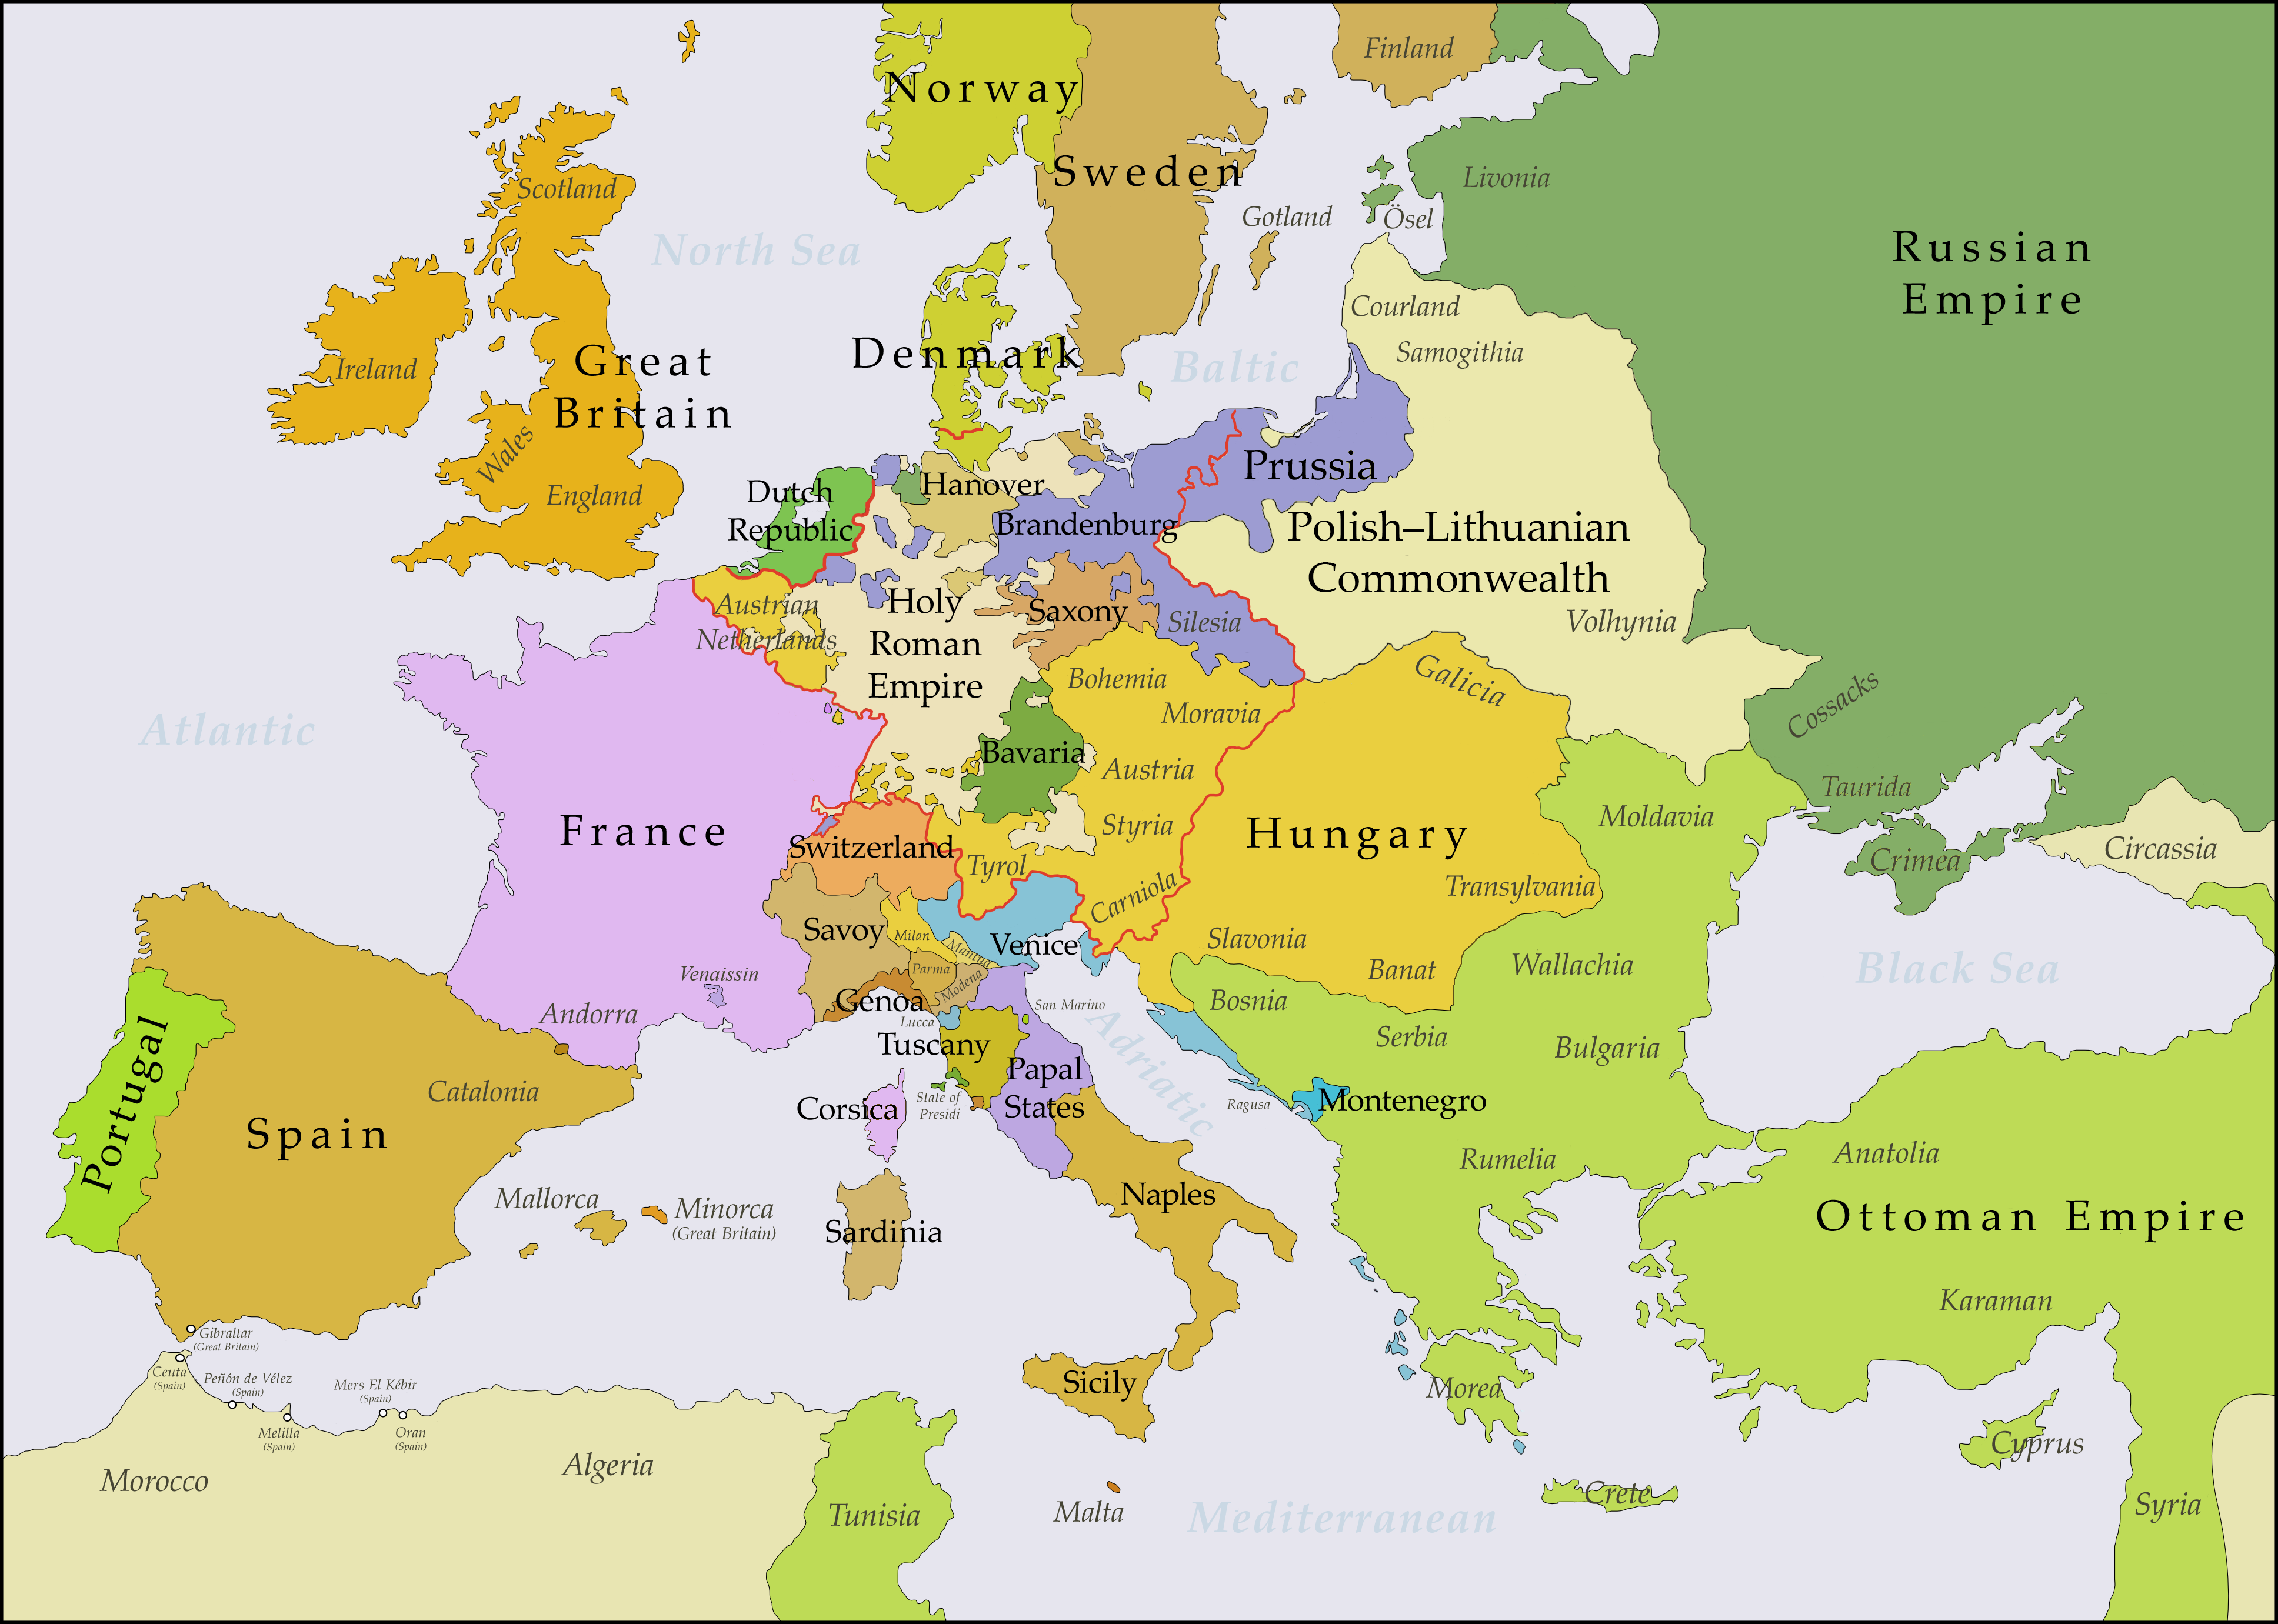 Norway
Finland
Scotland
Sweden
Livonia
Gotland
Ösel
North Sea
Russian
Empire
Courland
Ireland
Great
Britain
Denmark
Baltic
Samogithia
Wales
England
Dutch
Republic
Hanover
Prussia
Brandenburg
Polish–Lithuanian
Commonwealth
Austrian
Netherlands
Holy
Roman
Empire
Saxony
Silesia
Volhynia
Bohemia
Moravia
Galicia
Cossacks
Atlantic
Bavaria
Austria
Taurida
France
Switzerland
Styria
Hungary
Moldavia
Tyrol
Crimea
Circassia
Transylvania
Carniola
Savoy
Milan
Mantua
Venice
Slavonia
Banat
Wallachia
Black Sea
Venaissin
Parma
Modena
Genoa
Lucca
San Marino
Bosnia
Andorra
Tuscany
Adriatic
Serbia
Bulgaria
Portugal
Catalonia
Papal
States
Corsica
State of
Presidi
Ragusa
Montenegro
Spain
Rumelia
Anatolia
Mallorca
Minorca
(Great Britain)
Sardinia
Naples
Ottoman Empire
Karaman
Gibraltar
(Great Britain)
Ceuta
(Spain)
Peñón de Vélez
(Spain)
Mers El Kébir
(Spain)
Melilla
(Spain)
Oran
(Spain)
Sicily
Morea
Morocco
Algeria
Tunisia
Malta
Mediterranean
Crete
Cyprus
Syria